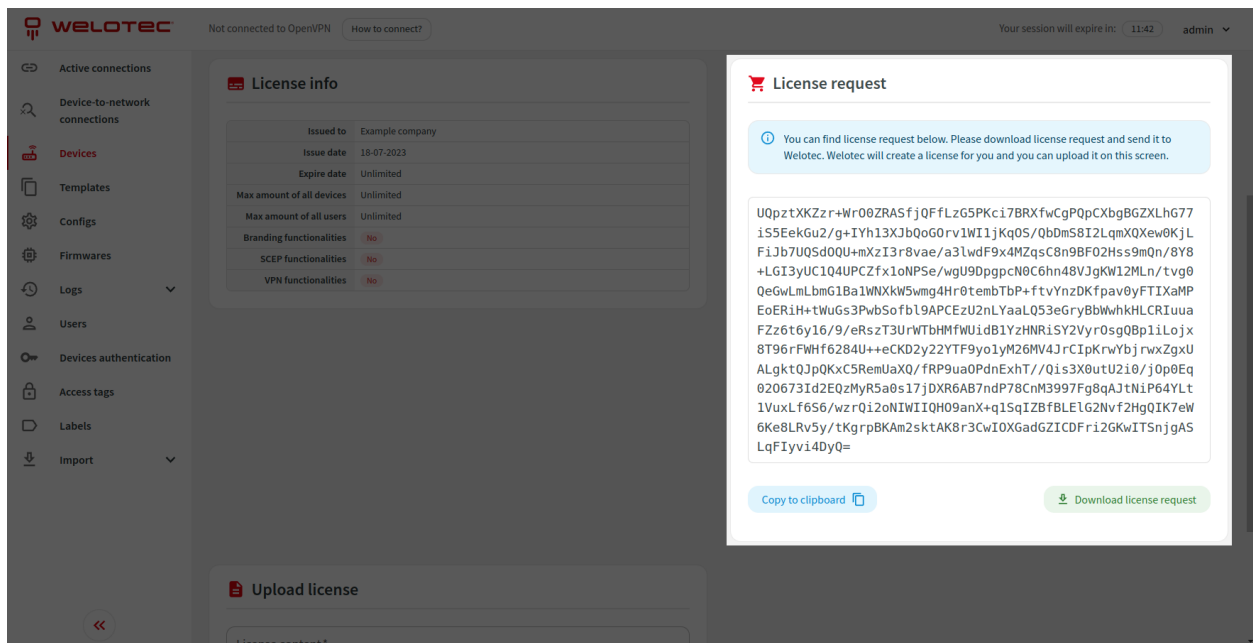 WELOTEC
Not connected to OpenVPN
How to connect?
Your session will expire in:
11:42
admin
Active connections
Device-to-network
connections
Devices
Templates
Configs
Firmwares
Logs
Users
Devices authentication
Access tags
Labels
Import
License info
Issued to Example company
Issue date 18-07-2023
Expire date Unlimited
Max amount of all devices Unlimited
Max amount of all users Unlimited
Branding functionalities No
SCEP functionalities No
VPN functionalities No
Upload license
License content *
License request
You can find license request below. Please download license request and send it to
Welotec. Welotec will create a license for you and you can upload it on this screen.
UQpztXKZzr+WrO0ZRASfjQFfLzG5PKci7BRXfwCgPQpCXbgBGZXLhG77
iS5EekGu2/g+IYh13XJbQoGOrv1WI1jKqOS/QbDmS8I2LqmXQXew0KjL
FiJb7UQSdOQU+mXzI3r8vae/a3lwdF9x4MZqsC8n9BFO2Hss9mQn/8Y8
+LGI3yUC1Q4UPCZfx1oNPSe/wgU9DpgpcN0C6hn48VJgKW12MLn/tvg0
QeGwLmLbmG1Ba1WNXkW5wmg4Hr0tembTbP+ftvYnzDKfpav0yFTIXaMP
EoERiH+tWuGs3PwbSofbl9APCEzU2nLYaaLQ53eGryBbWwhkHLCRIuua
FZz6t6y16/9/eRszT3UrWTbHMfWUidB1YzHNRiSY2VyrOsgQBp1iLojx
8T96rFWHf6284U++eCKD2y22YTF9yo1yM26MV4JrCIpKrwYbjrwxZgxU
ALgktQJpQKxC5RemUaXQ/fRP9uaOPdnExhT//Qis3X0utU2i0/jOp0Eq
02O673Id2EQzMyR5a0s17jDXR6AB7ndP78CnM3997Fg8qAJtNiP64YLt
1VuxLf6S6/wzrQi2oNIWIIQHO9anX+q1SqIZBfBLElG2Nvf2HgQIK7eW
6Ke8LRv5y/tKgrpBKAm2sktAK8r3CwIOXGadGZICDFri2GKwITSnjgAS
LqFIyvi4DyQ=
Copy to clipboard
Download license request